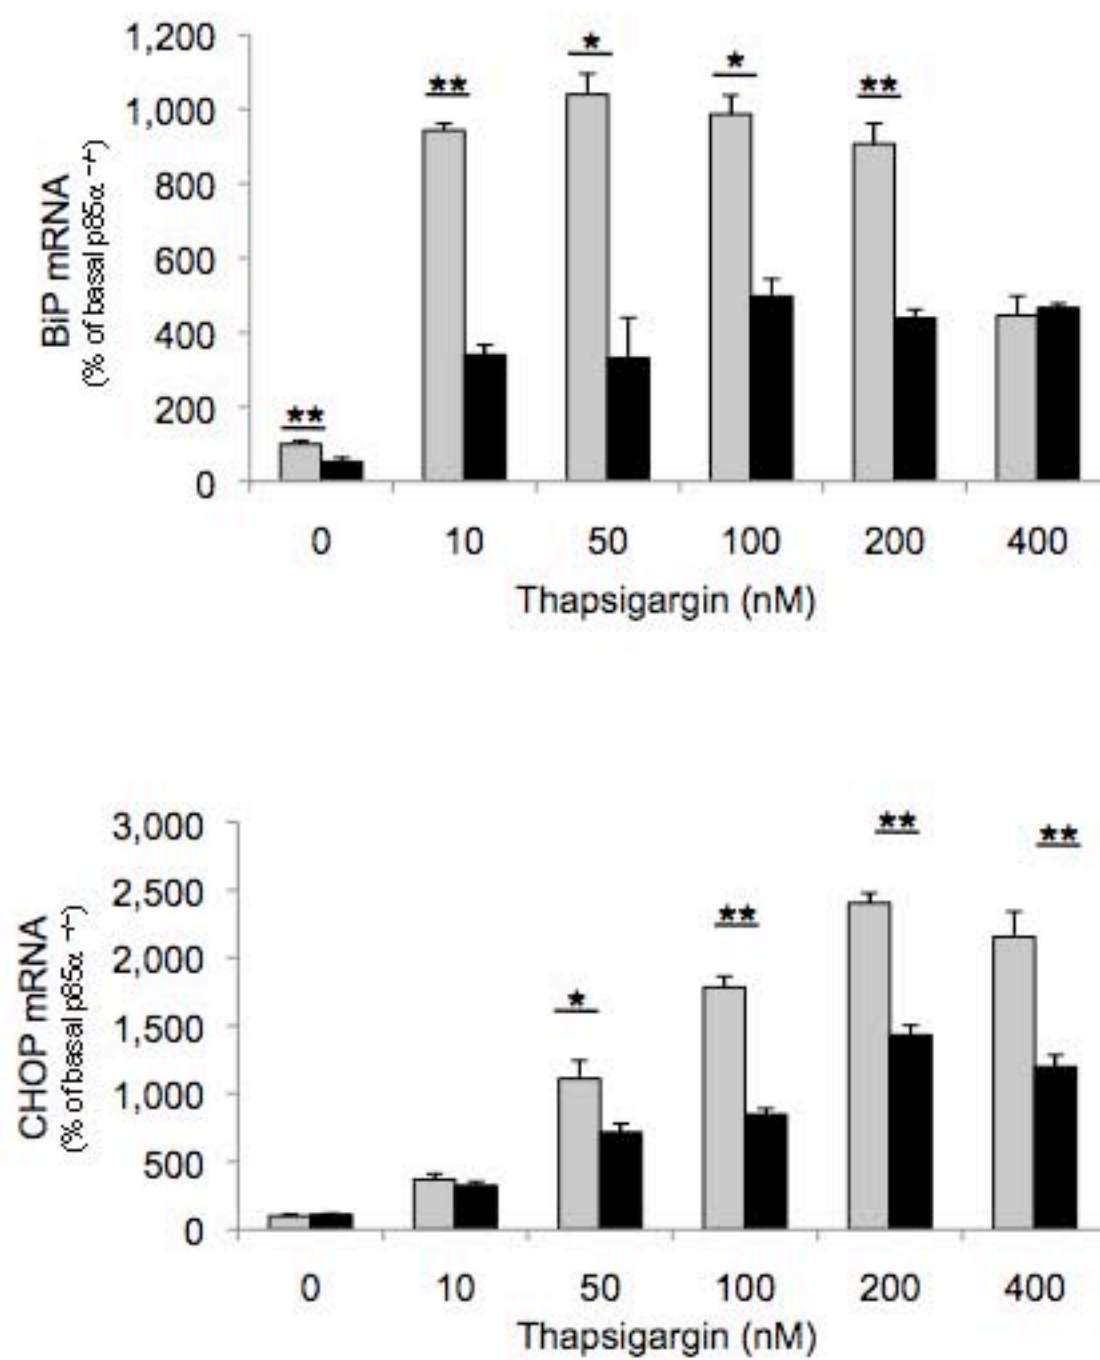 1,200
1,000
800
600
400
200
0
BiP mRNA
(% of basal p85α −/−)
**
**
*
*
**
0 10 50 100 200 400
Thapsigargin (nM)
3,000
2,500
2,000
1,500
1,000
500
0
CHOP mRNA
(% of basal p85α −/−)
*
**
**
**
0 10 50 100 200 400
Thapsigargin (nM)